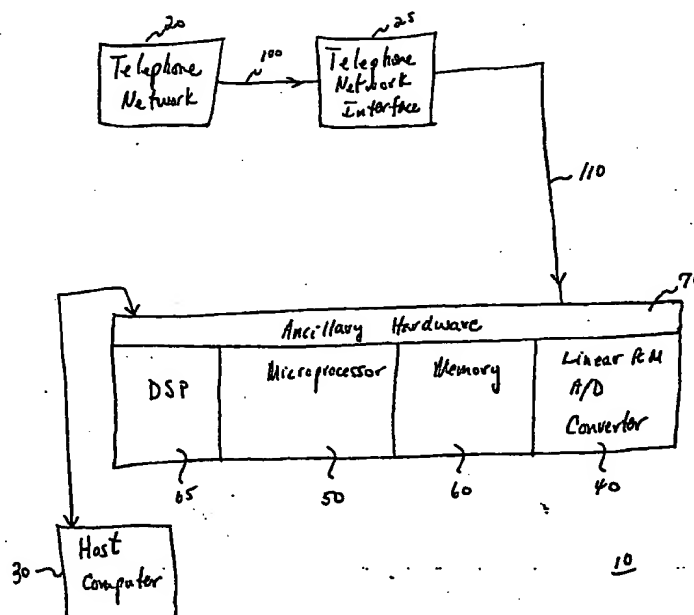 20
25
Telephone
Network
100
Telephone
Network
Interface
110
Ancillary Hardware
DSP
Microprocessor
Memory
Linear PCM
A/D
Converter
65
50
60
40
30
Host
Computer
10